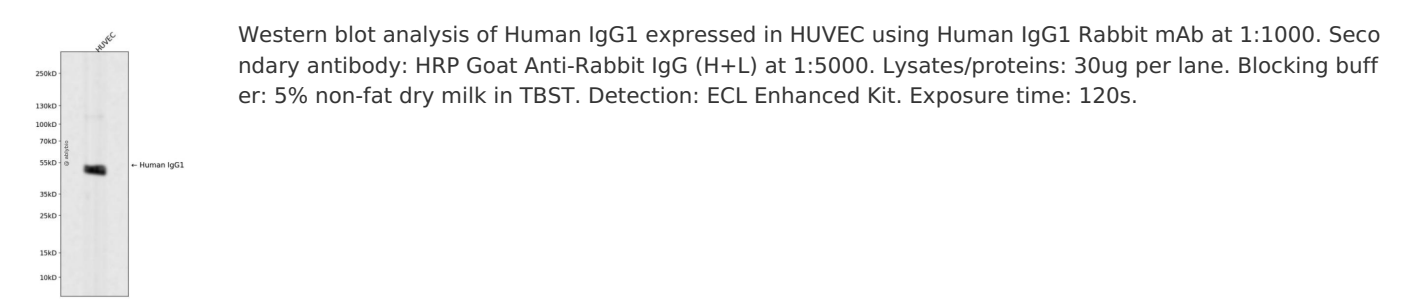 HUVEC
Western blot analysis of Human IgG1 expressed in HUVEC using Human IgG1 Rabbit mAb at 1:1000. Seco
ndary antibody: HRP Goat Anti-Rabbit IgG (H+L) at 1:5000. Lysates/proteins: 30ug per lane. Blocking buff
er: 5% non-fat dry milk in TBST. Detection: ECL Enhanced Kit. Exposure time: 120s.
250kD
130kD
100kD
70kD
55kD
← Human IgG1
35kD
25kD
15kD
10kD